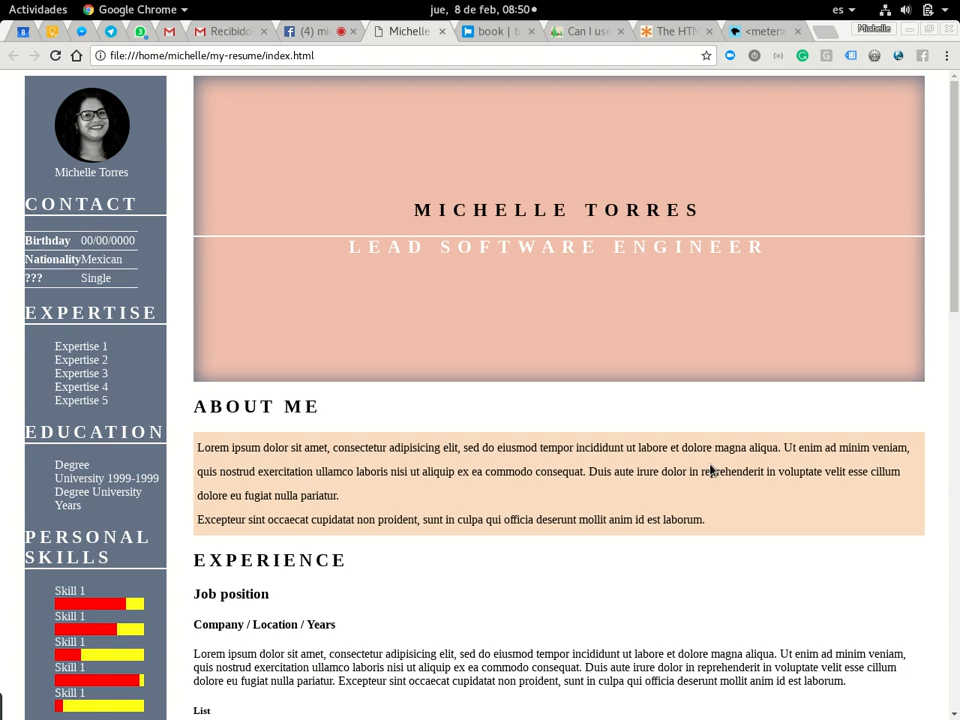 Actividades
Google Chrome
jue, 8 de feb, 08:50
es
8
3
Recibido
(4) mi
Michelle
book | b
Can I us
The HTM
<meter>
Michelle
file:///home/michelle/my-resume/index.html
Michelle Torres
CONTACT
Birthday 00/00/0000
Nationality Mexican
??? Single
EXPERTISE
Expertise 1
Expertise 2
Expertise 3
Expertise 4
Expertise 5
EDUCATION
Degree
University 1999-1999
Degree University
Years
PERSONAL
SKILLS
Skill 1
Skill 1
Skill 1
Skill 1
Skill 1
MICHELLE TORRES
LEAD SOFTWARE ENGINEER
ABOUT ME
Lorem ipsum dolor sit amet, consectetur adipisicing elit, sed do eiusmod tempor incididunt ut labore et dolore magna aliqua. Ut enim ad minim veniam,
quis nostrud exercitation ullamco laboris nisi ut aliquip ex ea commodo consequat. Duis aute irure dolor in reprehenderit in voluptate velit esse cillum
dolore eu fugiat nulla pariatur.
Excepteur sint occaecat cupidatat non proident, sunt in culpa qui officia deserunt mollit anim id est laborum.
EXPERIENCE
Job position
Company / Location / Years
Lorem ipsum dolor sit amet, consectetur adipisicing elit, sed do eiusmod tempor incididunt ut labore et dolore magna aliqua. Ut enim ad minim veniam,
quis nostrud exercitation ullamco laboris nisi ut aliquip ex ea commodo consequat. Duis aute irure dolor in reprehenderit in voluptate velit esse cillum
dolore eu fugiat nulla pariatur. Excepteur sint occaecat cupidatat non proident, sunt in culpa qui officia deserunt mollit anim id est laborum.
List